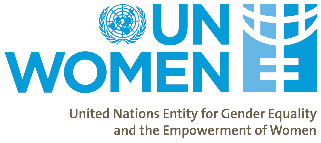 UN
WOMEN
United Nations Entity for Gender Equality
and the Empowerment of Women